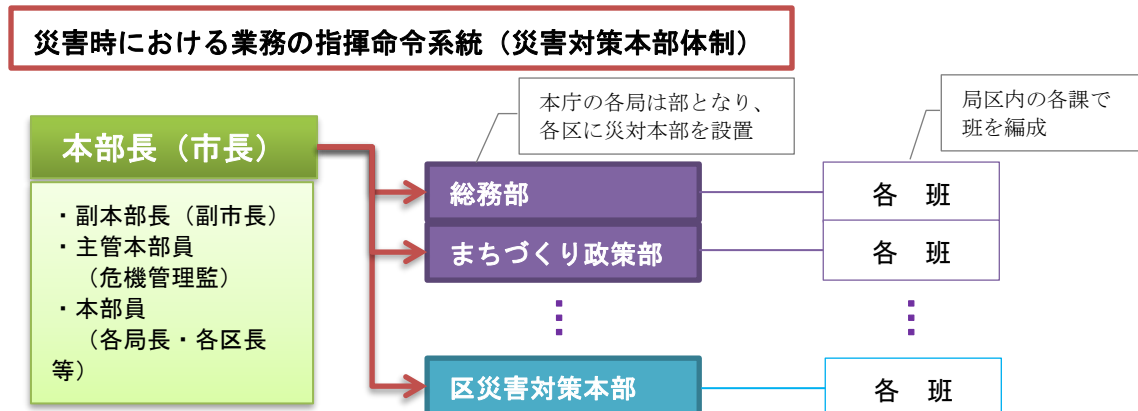 災害時における業務の指揮命令系統（災害対策本部体制）
本庁の各局は部となり、
各区に災対本部を設置
局区内の各課で
班を編成
本部長（市長）
・副本部長（副市長）
・主管本部員
（危機管理監）
・本部員
（各局長・各区長
等）
総務部
各　班
まちづくり政策部
各　班
区災害対策本部
各　班